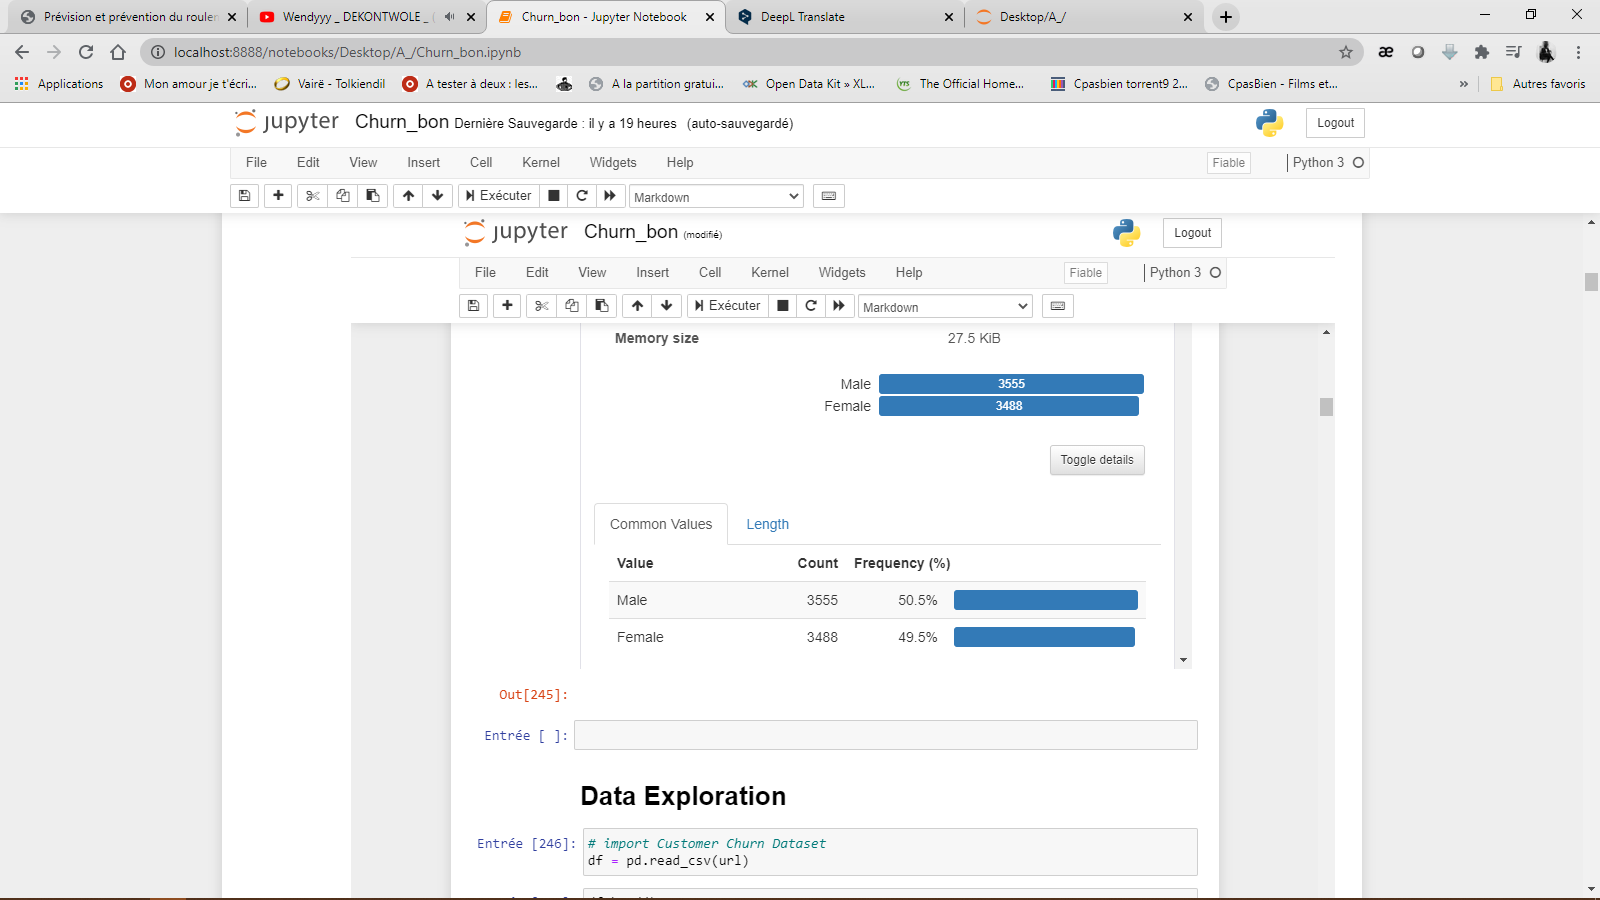 Prévision et prévention du rouler
Wendyyy _ DEKONTWOLE _ (
Churn_bon - Jupyter Notebook
DeepL Translate
Desktop/A_/
localhost:8888/notebooks/Desktop/A_/Churn_bon.ipynb
Applications
Mon amour je t'écri...
Vairë - Tolkiendil
A tester à deux : les...
A la partition gratui...
Open Data Kit » XL...
The Official Home...
Cpasbien torrent9 2...
CpasBien - Films et...
»
Autres favoris
jupyter Churn_bon Dernière Sauvegarde : il y a 19 heures (auto-sauvegardé)
Logout
File Edit View Insert Cell Kernel Widgets Help
Fiable
Python 3
Exécuter
Markdown
jupyter Churn_bon (modifié)
Logout
File Edit View Insert Cell Kernel Widgets Help
Fiable
Python 3
Exécuter
Markdown
Memory size 27.5 KiB
Male 3555
Female 3488
Toggle details
Common Values Length
Value Count Frequency (%)
Male 3555 50.5%
Female 3488 49.5%
Out[245]:
Entrée [ ]:
Data Exploration
Entrée [246]: # import Customer Churn Dataset
df = pd.read_csv(url)